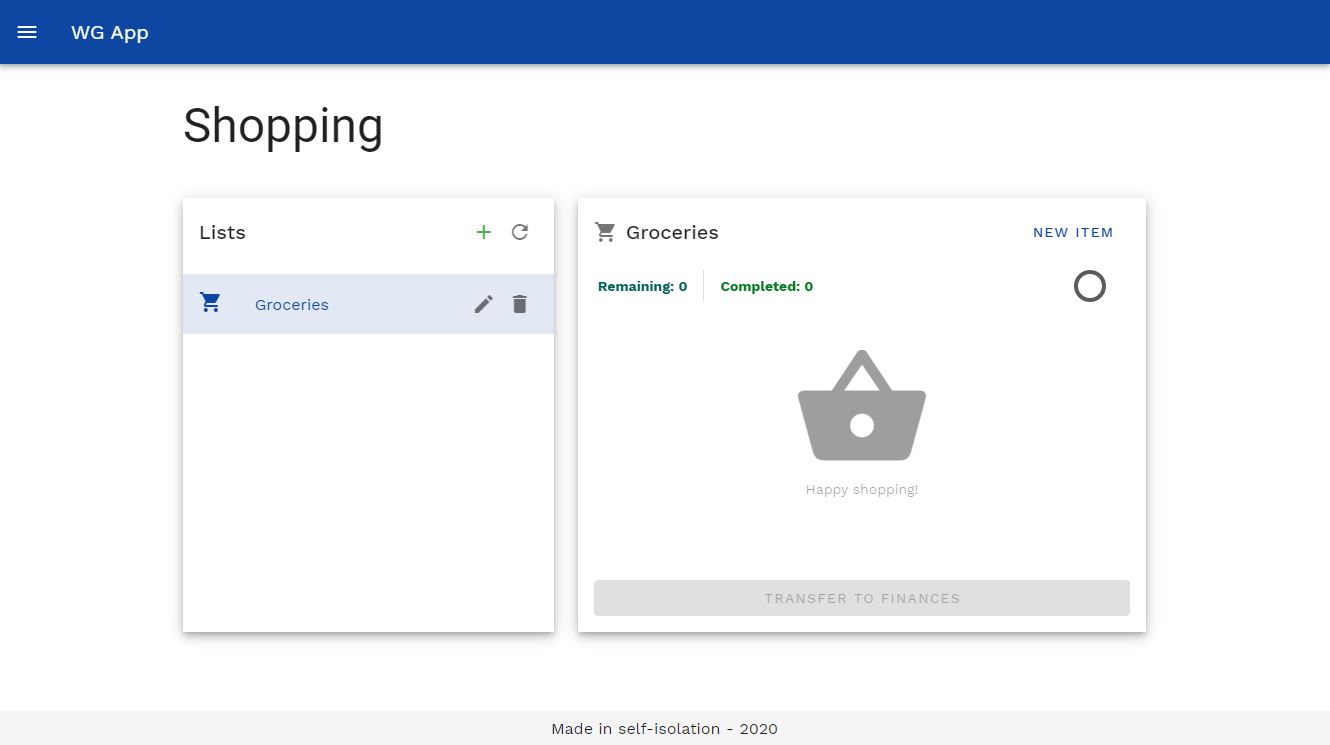 WG App
Shopping
Lists
Groceries
Groceries
NEW ITEM
Remaining: 0
Completed: 0
Happy shopping!
TRANSFER TO FINANCES
Made in self-isolation - 2020